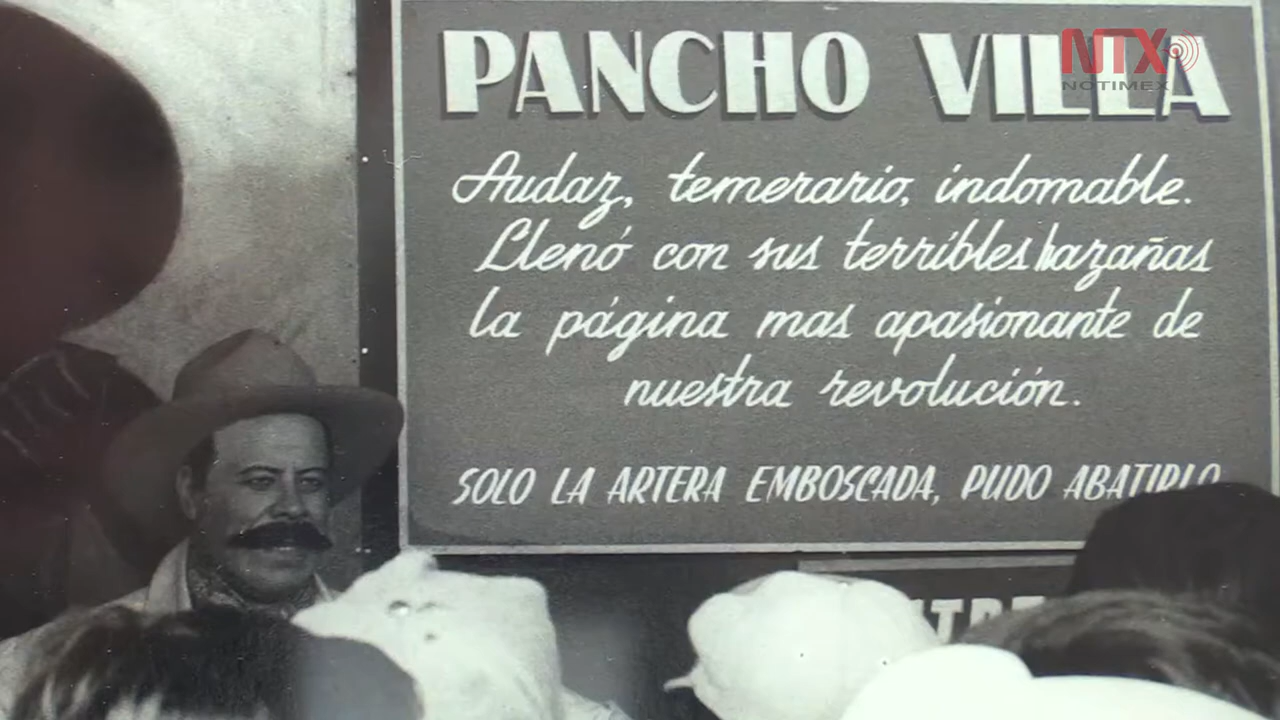 PANCHO VILLA
NTX
NOTIMEX
Audaz, temerario, indomable.
Llenó con sus terribles hazañas
la página mas apasionante de
nuestra revolución.
SOLO LA ARTERA EMBOSCADA, PUDO ABATIRLO